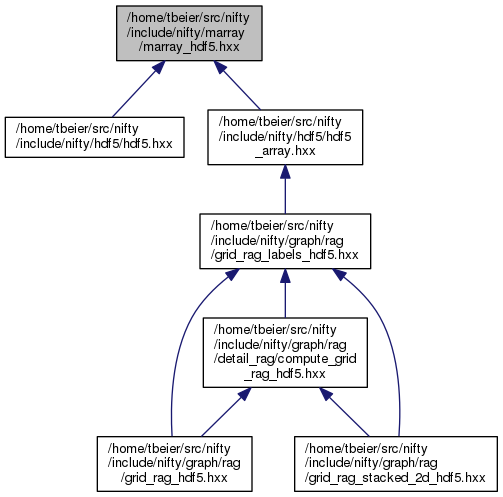 /home/tbeier/src/nifty
/include/nifty/marray
/marray_hdf5.hxx
/home/tbeier/src/nifty
/include/nifty/hdf5/hdf5.hxx
/home/tbeier/src/nifty
/include/nifty/hdf5/hdf5
_array.hxx
/home/tbeier/src/nifty
/include/nifty/graph/rag
/grid_rag_labels_hdf5.hxx
/home/tbeier/src/nifty
/include/nifty/graph/rag
/detail_rag/compute_grid
_rag_hdf5.hxx
/home/tbeier/src/nifty
/include/nifty/graph/rag
/grid_rag_hdf5.hxx
/home/tbeier/src/nifty
/include/nifty/graph/rag
/grid_rag_stacked_2d_hdf5.hxx